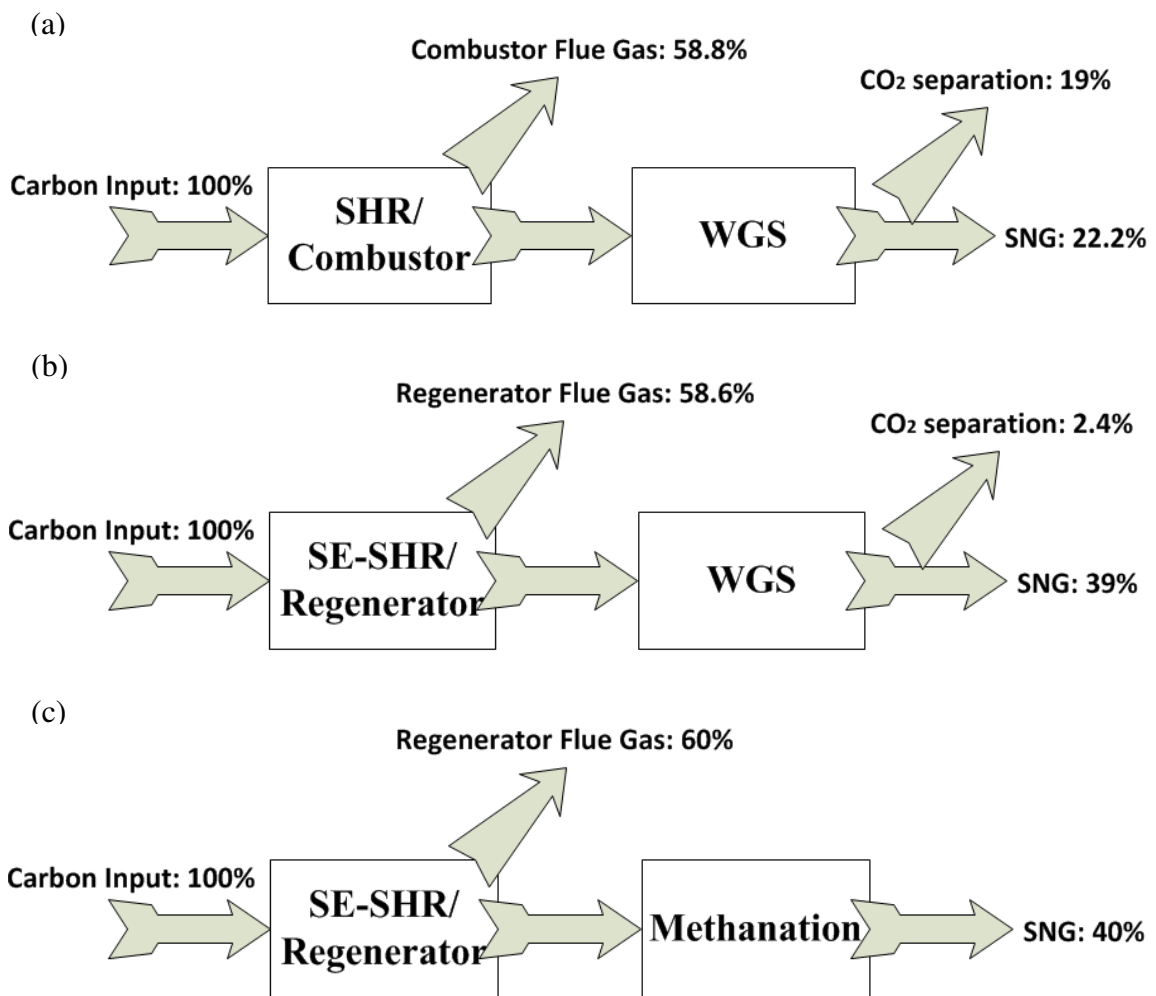 (a)
Combustor Flue Gas: 58.8%
CO₂ separation: 19%
Carbon Input: 100%
SHR/
Combustor
WGS
SNG: 22.2%
(b)
Regenerator Flue Gas: 58.6%
CO₂ separation: 2.4%
Carbon Input: 100%
SE-SHR/
Regenerator
WGS
SNG: 39%
(c)
Regenerator Flue Gas: 60%
Carbon Input: 100%
SE-SHR/
Regenerator
Methanation
SNG: 40%